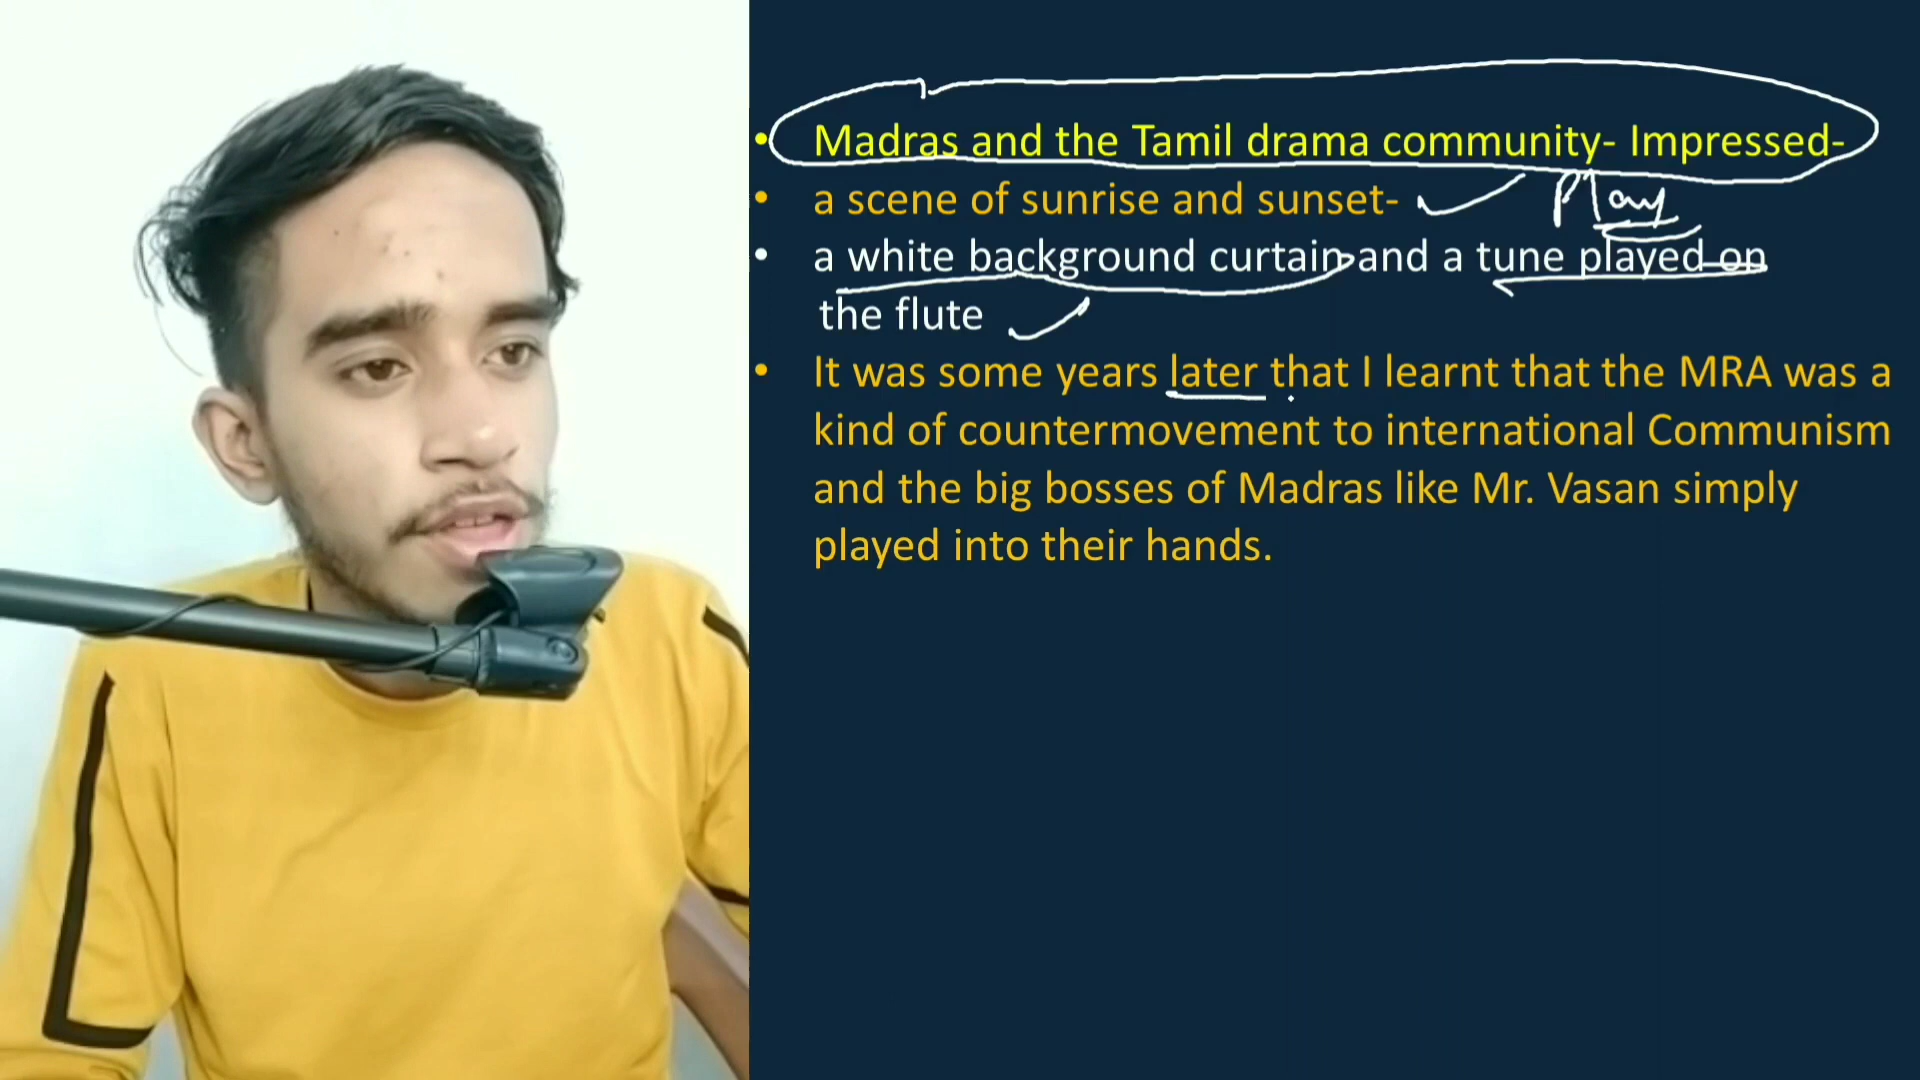 • Madras and the Tamil drama community- Impressed-
• a scene of sunrise and sunset-
Play
• a white background curtain and a tune played on
the flute
• It was some years later that I learnt that the MRA was a
kind of countermovement to international Communism
and the big bosses of Madras like Mr. Vasan simply
played into their hands.